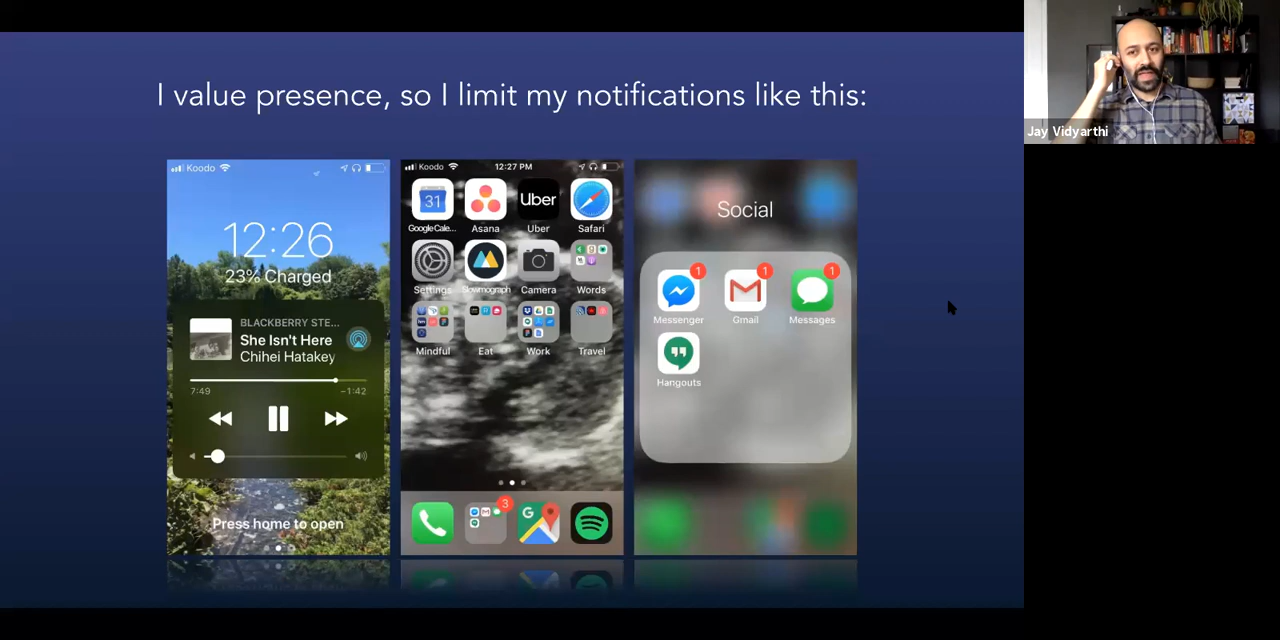 I value presence, so I limit my notifications like this:
Jay Vidyarthi
Koodo
12:26
23% Charged
BLACKBERRY STE...
She Isn't Here
Chihei Hatakey
7:49
-1:42
Press home to open
Koodo
12:27 PM
31
Uber
Google Cale...
Asana
Uber
Safari
Settings
Slowmograph
Camera
Words
Mindful
Eat
Work
Travel
3
G
Social
1
1
1
Messenger
Gmail
Messages
Hangouts